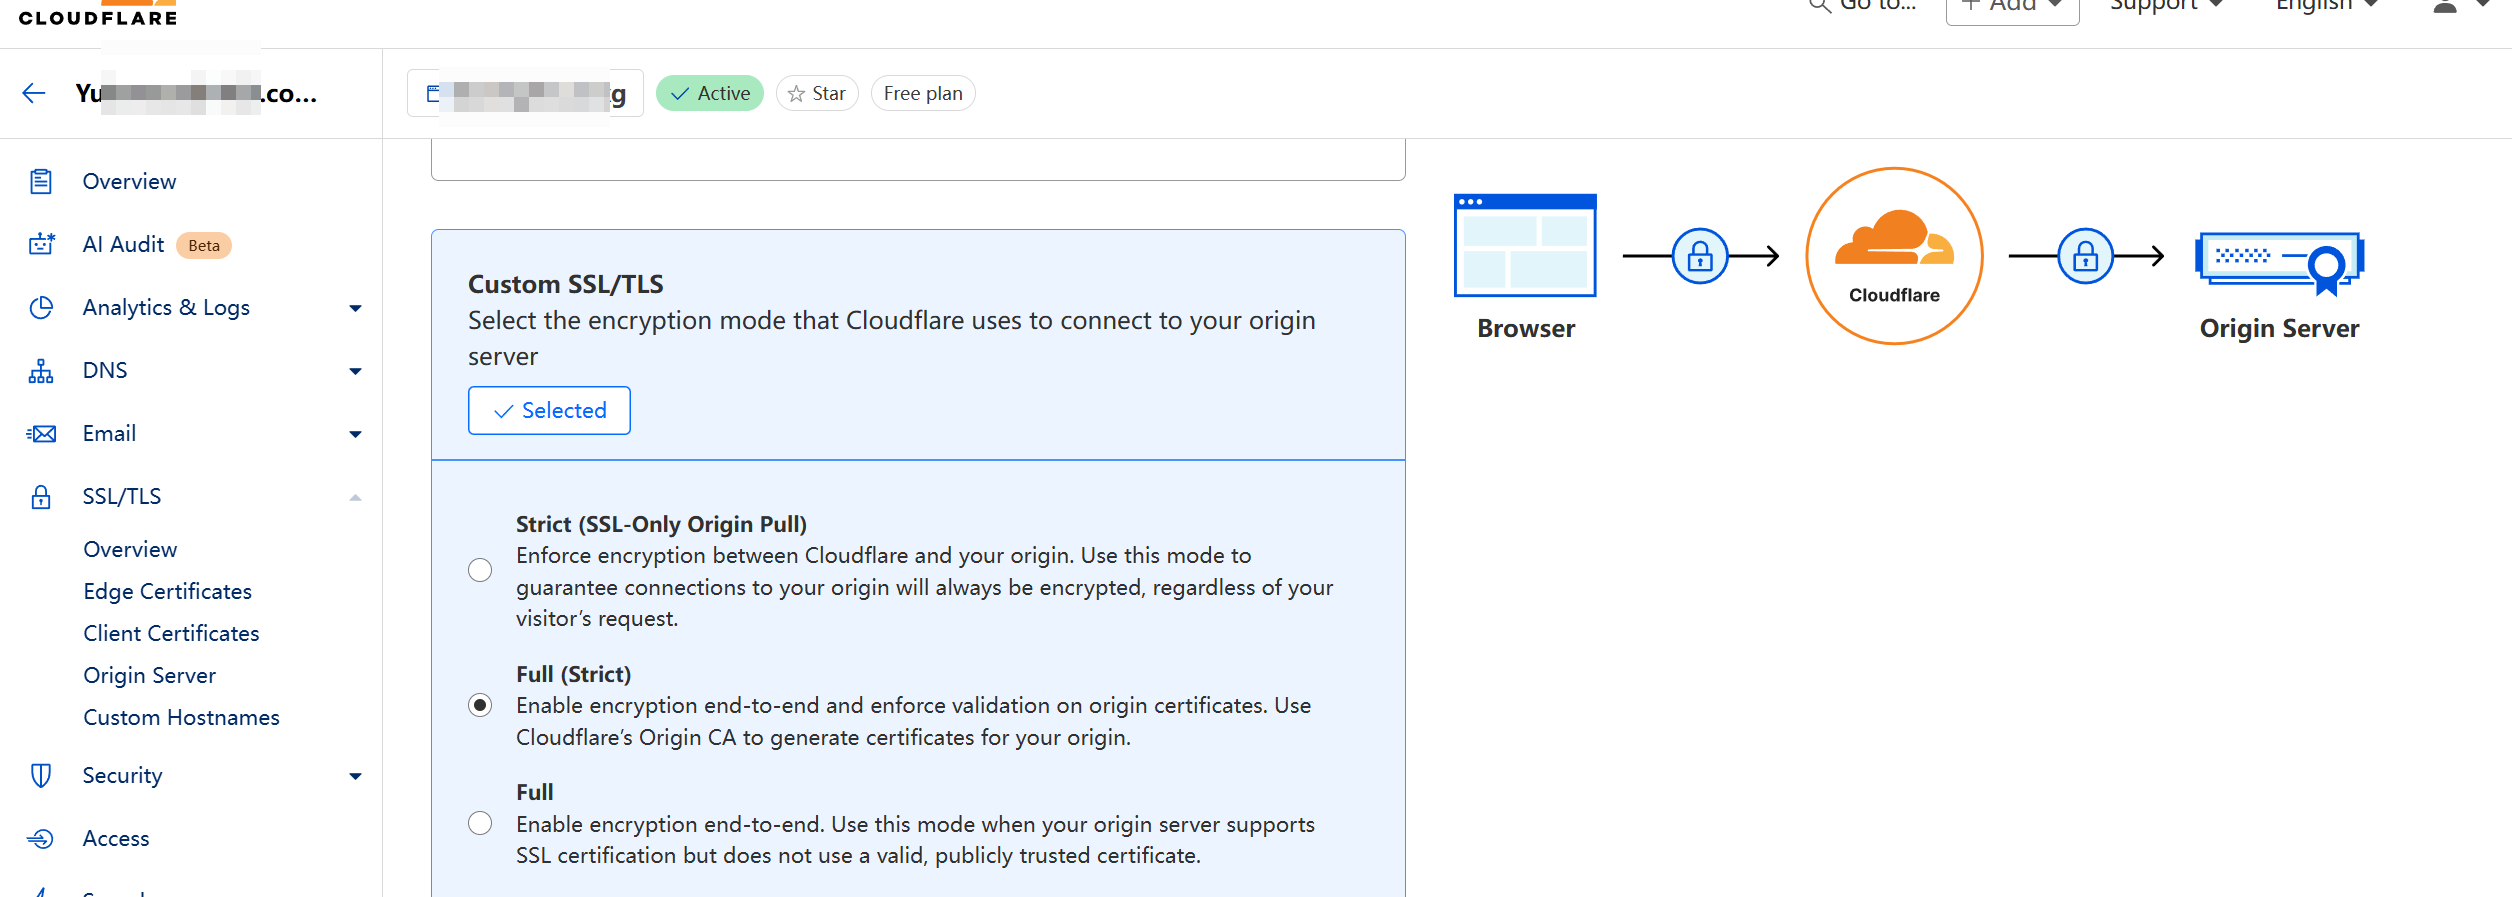 CLOUDFLARE
Go to...
Add
Support
English
.co...
Active
Star
Free plan
Overview
AI Audit Beta
Analytics & Logs
DNS
Email
SSL/TLS
Overview
Edge Certificates
Client Certificates
Origin Server
Custom Hostnames
Security
Access
Custom SSL/TLS
Select the encryption mode that Cloudflare uses to connect to your origin
server
Selected
Strict (SSL-Only Origin Pull)
Enforce encryption between Cloudflare and your origin. Use this mode to
guarantee connections to your origin will always be encrypted, regardless of your
visitor’s request.
Full (Strict)
Enable encryption end-to-end and enforce validation on origin certificates. Use
Cloudflare’s Origin CA to generate certificates for your origin.
Full
Enable encryption end-to-end. Use this mode when your origin server supports
SSL certification but does not use a valid, publicly trusted certificate.
Browser
Cloudflare
Origin Server